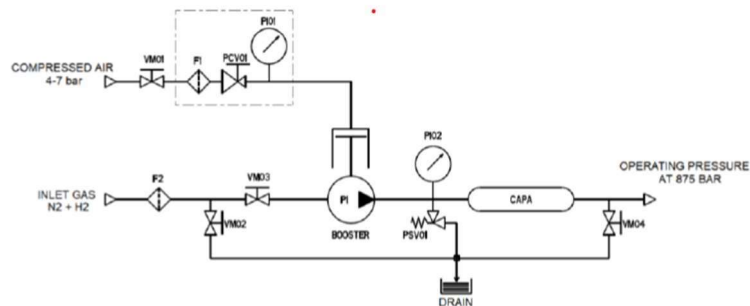 PI01
VM01
F1
PCV01
COMPRESSED AIR
4-7 bar
PI02
OPERATING PRESSURE
AT 875 BAR
INLET GAS
N2 + H2
F2
VM03
P1
CAPA
VM02
BOOSTER
PSV01
VM04
DRAIN